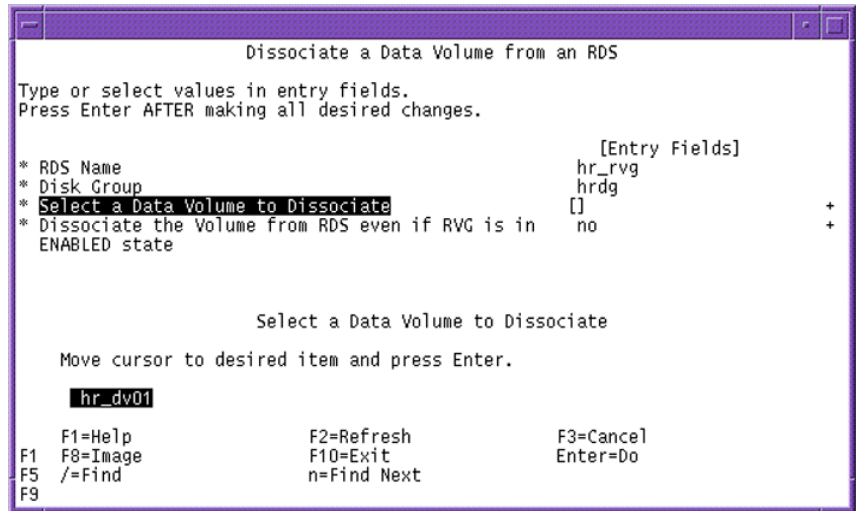 Dissociate a Data Volume from an RDS
Type or select values in entry fields.
Press Enter AFTER making all desired changes.
[Entry Fields]
* RDS Name hr_rvg
* Disk Group hrdg
* Select a Data Volume to Dissociate [] +
* Dissociate the Volume from RDS even if RVG is in no +
ENABLED state
Select a Data Volume to Dissociate
Move cursor to desired item and press Enter.
hr_dv01
F1=Help F2=Refresh F3=Cancel
F1 F8=Image F10=Exit Enter=Do
F5 /=Find n=Find Next
F9